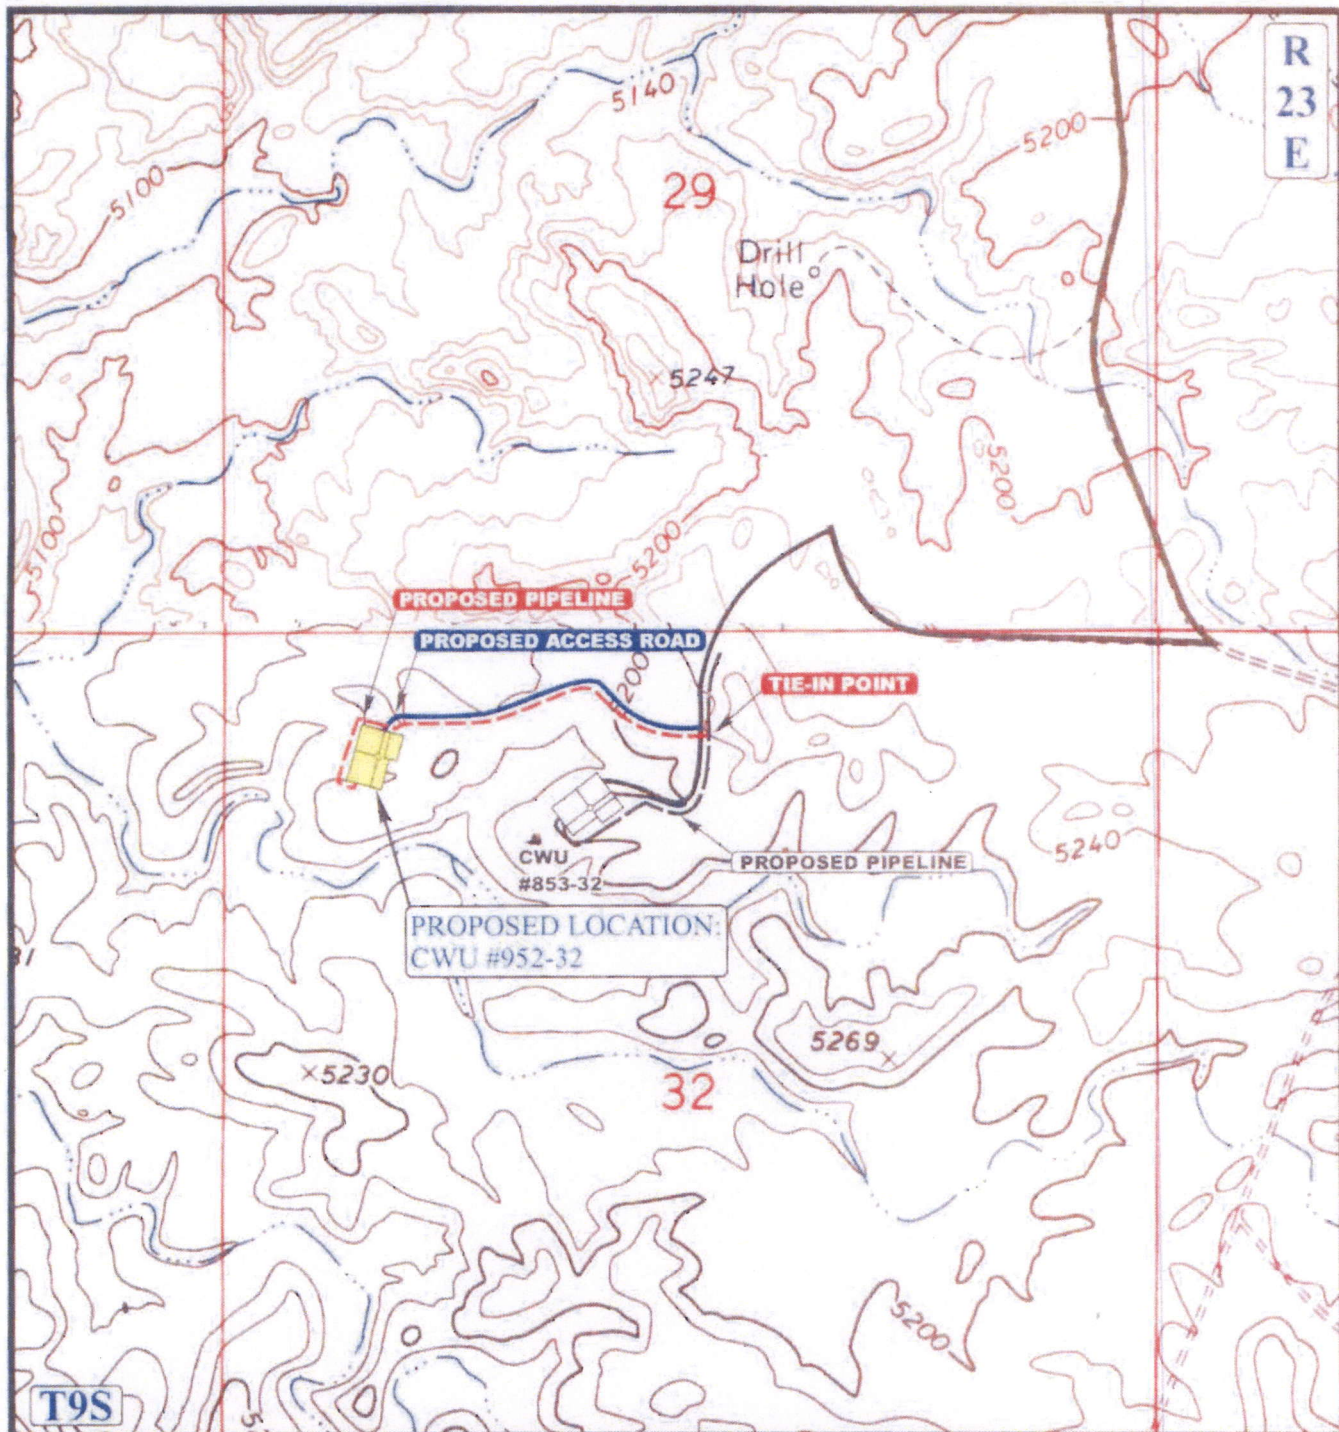 R
23
E
5140
5200
5100
29
Drill
Hole
5247
5200
5100
5200
PROPOSED PIPELINE
PROPOSED ACCESS ROAD
200
TIE-IN POINT
CWU
#853-32
PROPOSED PIPELINE
5240
PROPOSED LOCATION:
CWU #952-32
31
5269
5230
32
5200
T9S